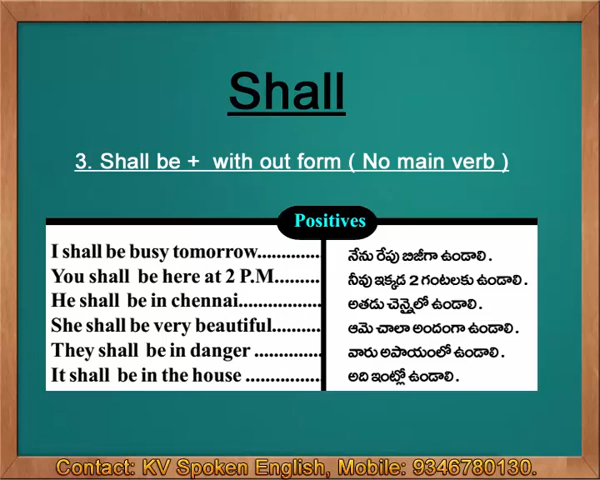 Shall
3. Shall be + with out form ( No main verb )
Positives
I shall be busy tomorrow............. నేను రేపు బిజీగా ఉండాలి.
You shall be here at 2 P.M......... నీవు ఇక్కడ 2 గంటలకు ఉండాలి.
He shall be in chennai................. అతడు చెన్నైలో ఉండాలి.
She shall be very beautiful.......... ఆమె చాలా అందంగా ఉండాలి.
They shall be in danger .............. వారు అపాయంలో ఉండాలి.
It shall be in the house ................ అది ఇంట్లో ఉండాలి.
Contact: KV Spoken English, Mobile: 9346780130.